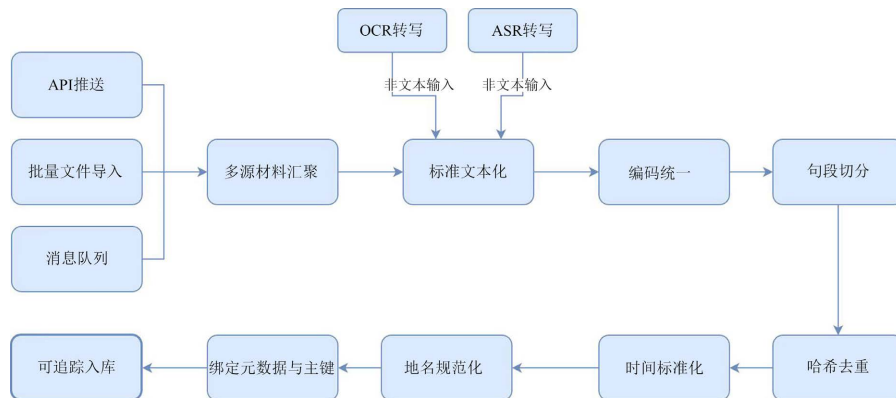 OCR转写
ASR转写
非文本输入
非文本输入
API推送
批量文件导入
消息队列
多源材料汇聚
标准文本化
编码统一
句段切分
哈希去重
时间标准化
地名规范化
绑定元数据与主键
可追踪入库